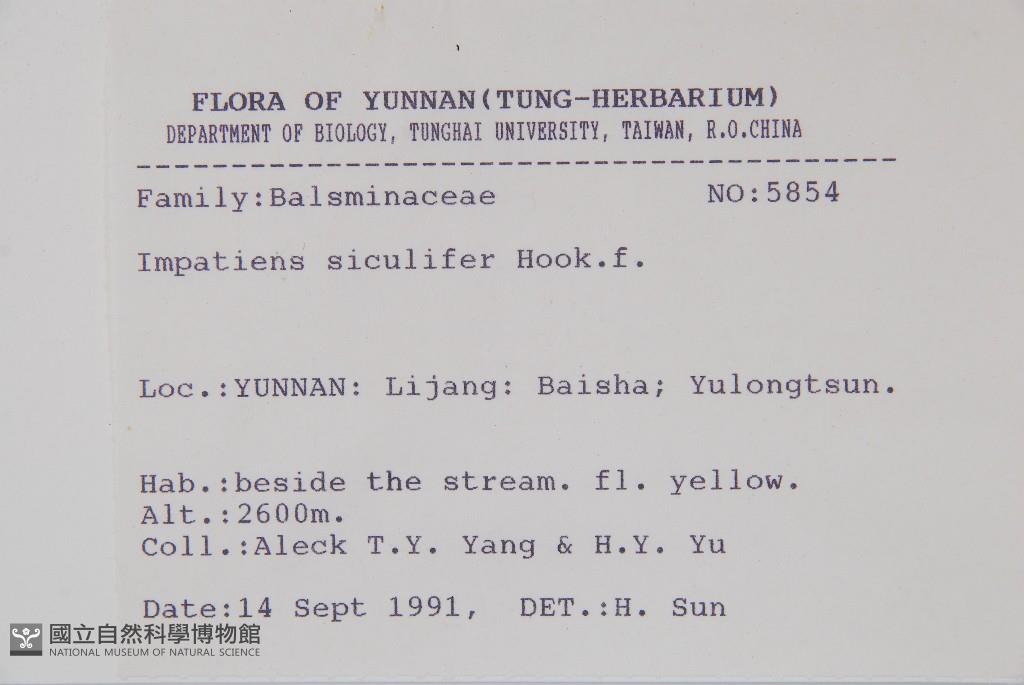 FLORA OF YUNNAN(TUNG-HERBARIUM)
DEPARTMENT OF BIOLOGY, TUNGHAI UNIVERSITY, TAIWAN, R.O.CHINA
Family:Balsminaceae NO:5854
Impatiens siculifer Hook.f.
Loc.:YUNNAN: Lijang: Baisha; Yulongtsun.
Hab.:beside the stream. fl. yellow.
Alt.:2600m.
Coll.:Aleck T.Y. Yang & H.Y. Yu
Date:14 Sept 1991, DET.:H. Sun
國立自然科學博物館
NATIONAL MUSEUM OF NATURAL SCIENCE